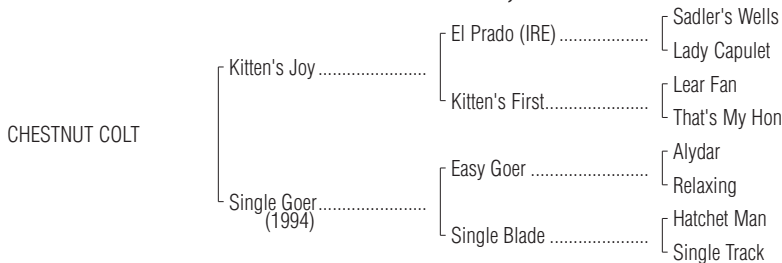 Sadler's Wells
El Prado (IRE) ....................
Lady Capulet
Kitten's Joy ........................
Lear Fan
Kitten's First .......................
That's My Hon
CHESTNUT COLT
Alydar
Easy Goer ..........................
Relaxing
Single Goer ........................
(1994)
Hatchet Man
Single Blade ......................
Single Track